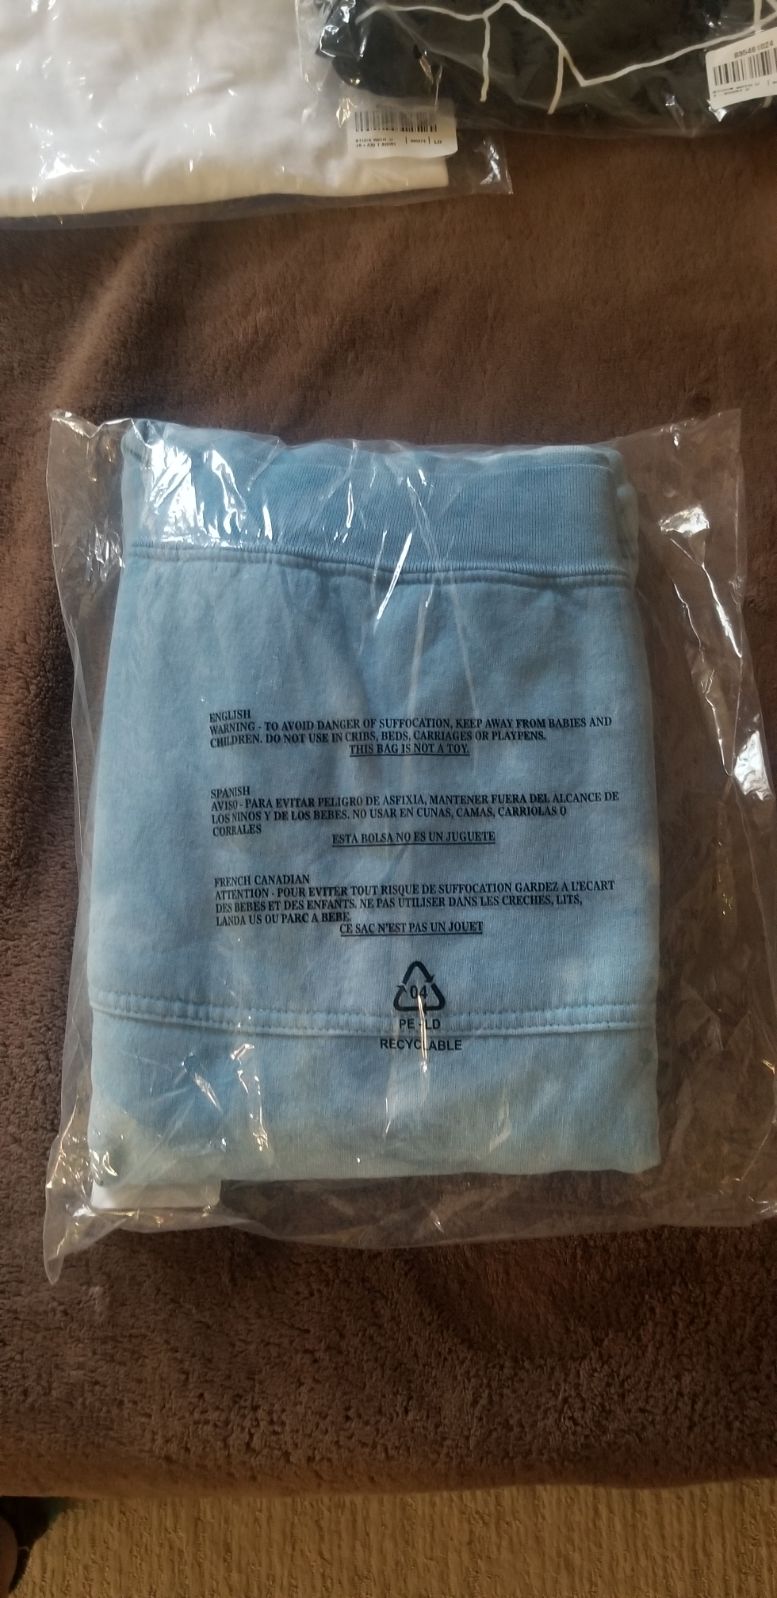 835481024
ENGLISH
WARNING - TO AVOID DANGER OF SUFFOCATION, KEEP AWAY FROM BABIES AND
CHILDREN. DO NOT USE IN CRIBS, BEDS, CARRIAGES OR PLAYPENS.
THIS BAG IS NOT A TOY.
SPANISH
AVISO - PARA EVITAR PELIGRO DE ASFIXIA, MANTENER FUERA DEL ALCANCE DE
LOS NINOS Y DE LOS BEBES. NO USAR EN CUNAS, CAMAS, CARRIOLAS O
CORRALES
ESTA BOLSA NO ES UN JUGUETE
FRENCH CANADIAN
ATTENTION - POUR EVITER TOUT RISQUE DE SUFFOCATION GARDEZ A L'ECART
DES BEBES ET DES ENFANTS. NE PAS UTILISER DANS LES CRECHES, LITS,
LANDA US OU PARC A BEBE.
CE SAC N'EST PAS UN JOUET
04
PE-LD
RECYCLABLE